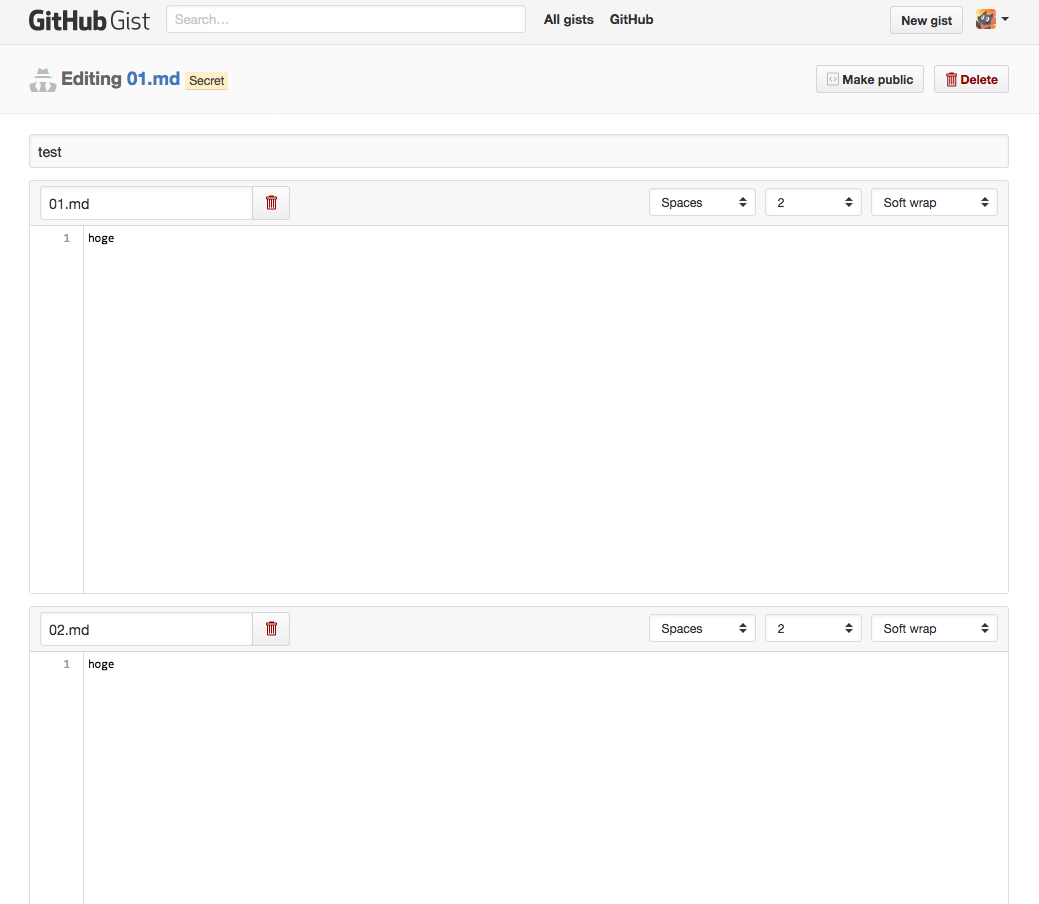 GitHub Gist Search... All gists GitHub New gist
Editing 01.md Secret Make public Delete
test
01.md Spaces 2 Soft wrap
1 hoge
02.md Spaces 2 Soft wrap
1 hoge